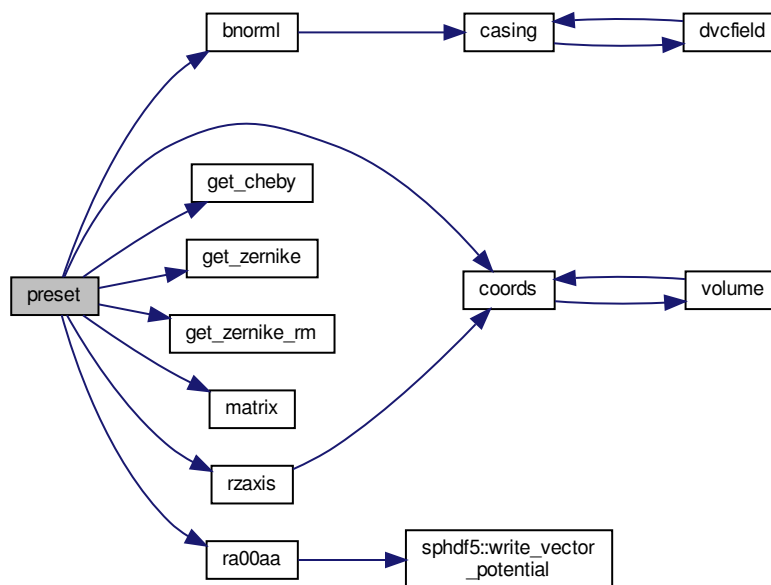 bnorml
casing
dvcfield
get_cheby
get_zernike
preset
coords
volume
get_zernike_rm
matrix
rzaxis
ra00aa
sphdf5::write_vector
_potential